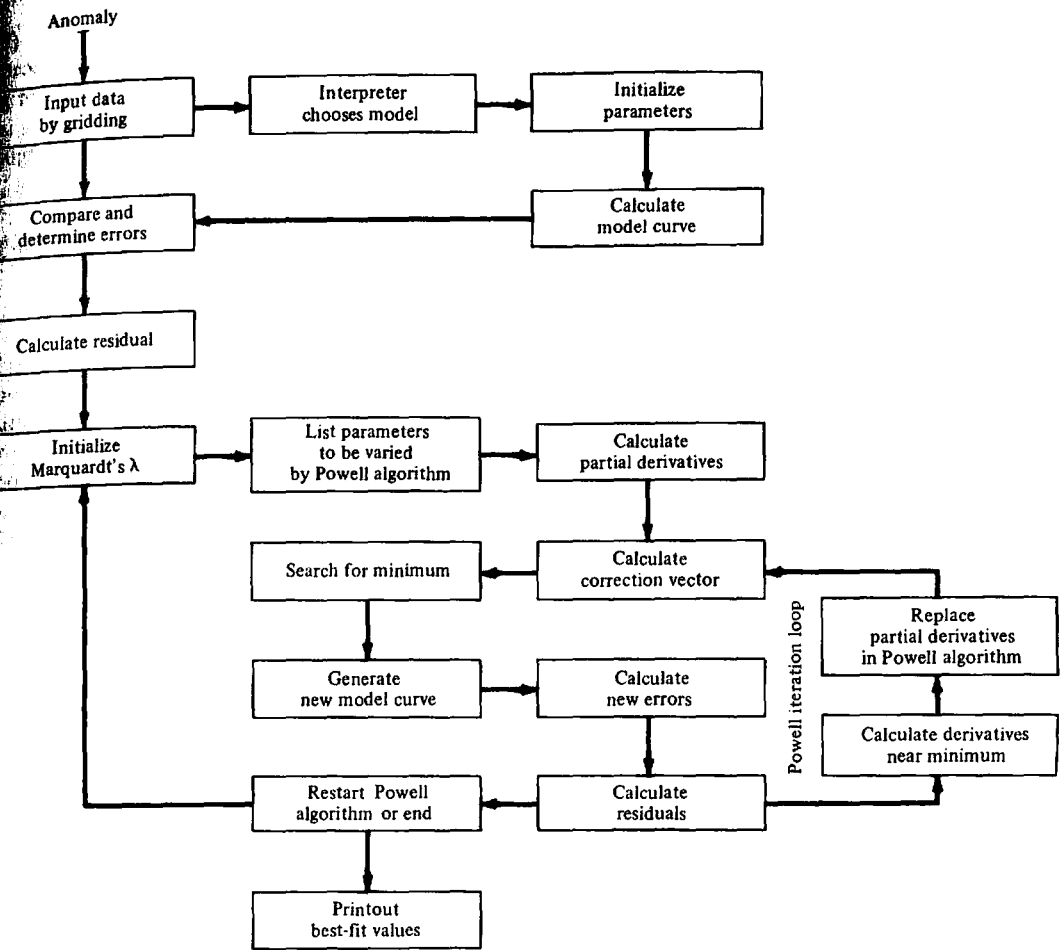 Anomaly
Input data
by gridding
Interpreter
chooses model
Initialize
parameters
Compare and
determine errors
Calculate
model curve
Calculate residual
Initialize
Marquardt's λ
List parameters
to be varied
by Powell algorithm
Calculate
partial derivatives
Search for minimum
Calculate
correction vector
Replace
partial derivatives
in Powell algorithm
Powell iteration loop
Generate
new model curve
Calculate
new errors
Calculate derivatives
near minimum
Restart Powell
algorithm or end
Calculate
residuals
Printout
best-fit values